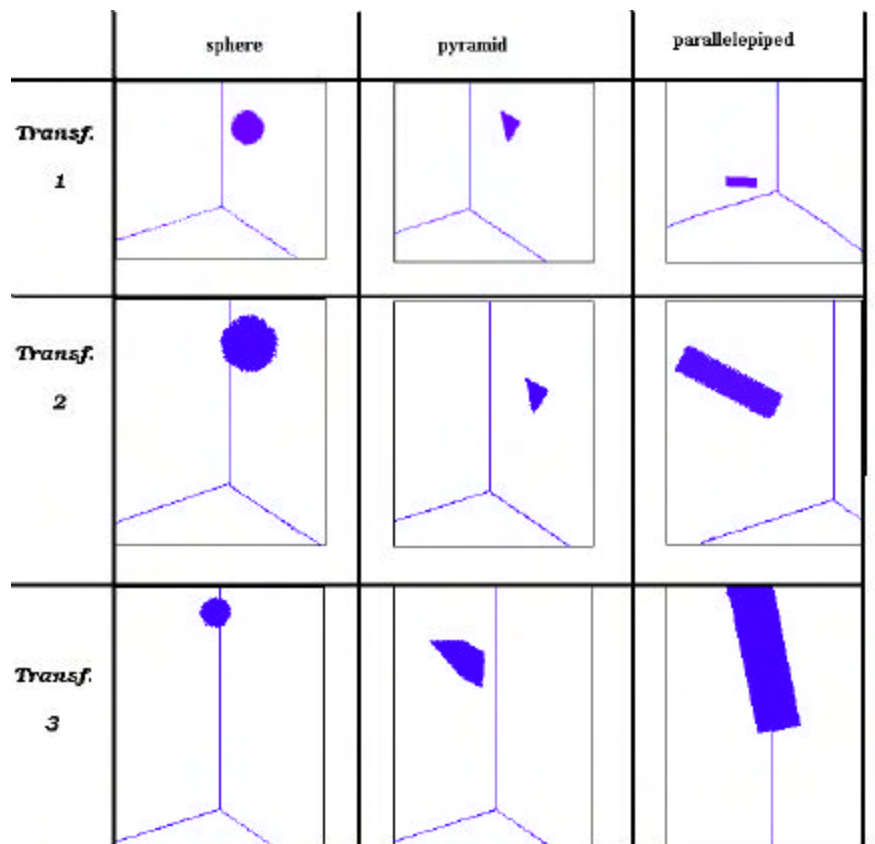 sphere pyramid parallelepiped
Transf.
1
Transf.
2
Transf.
3